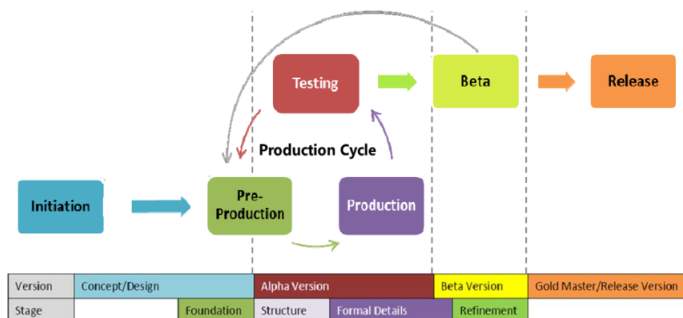 Testing
Beta
Release
Production Cycle
Initiation
Pre-
Production
Production
Version Concept/Design Alpha Version Beta Version Gold Master/Release Version
Stage Foundation Structure Formal Details Refinement